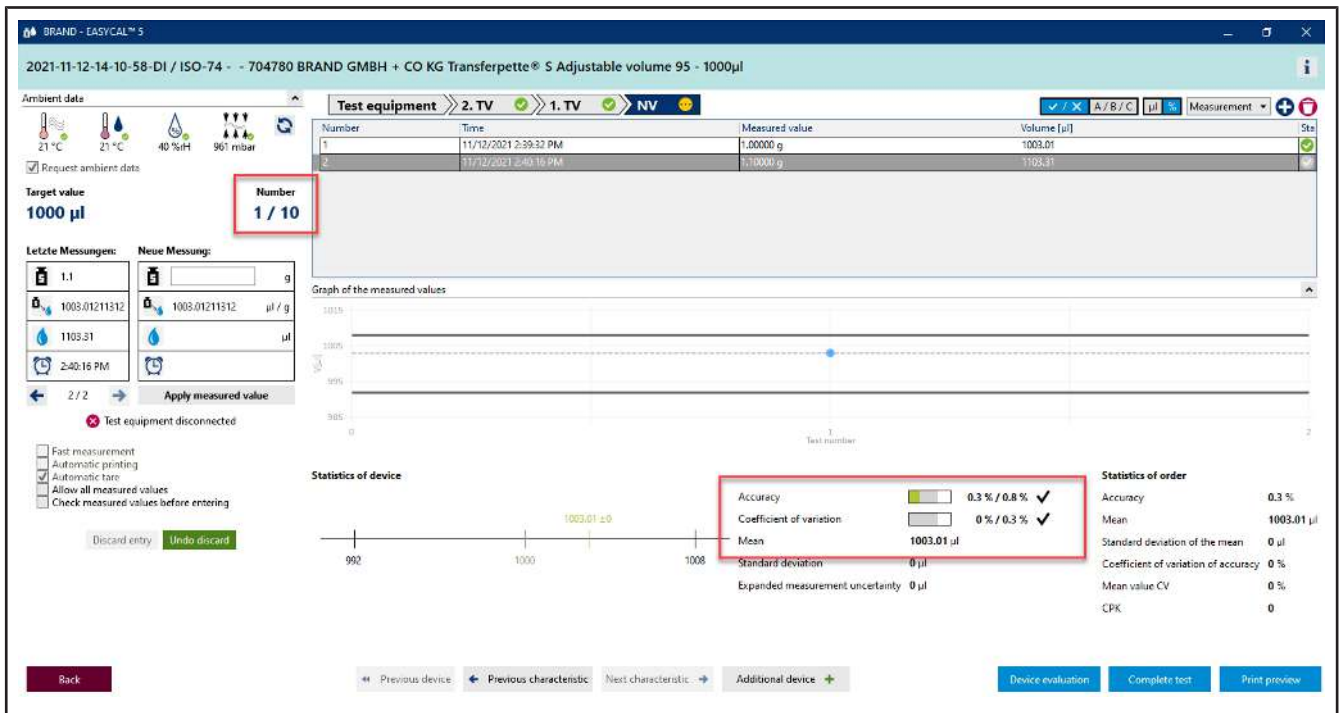 BRAND - EASYCAL™ 5
2021-11-12-14-10-58-DI / ISO-74 - - 704780 BRAND GMBH + CO KG Transferpette® S Adjustable volume 95 - 1000µl
i
Ambient data
21 °C 21 °C 40 %rH 961 mbar
Request ambient data
Target value Number
1000 µl 1 / 10
Letzte Messungen: Neue Messung:
1.1 g
1003.01211312 1003.01211312 µl / g
1103.31 µl
2:40:16 PM
2/2 Apply measured value
Test equipment disconnected
Fast measurement
Automatic printing
Automatic tare
Allow all measured values
Check measured values before entering
Discard entry Undo discard
Test equipment 2. TV 1. TV NV
✓ / X A / B / C µl % Measurement
Number Time Measured value Volume [µl] Sta
1 11/12/2021 2:39:32 PM 1.00000 g 1003.01
2 11/12/2021 2:40:16 PM 1.10000 g 1103.31
Graph of the measured values
1015
1005
995
985
V[µl]
0 1 2
Test number
Statistics of device
1003.01 ±0
992 1000 1008
Accuracy 0.3 % / 0.8 % ✓
Coefficient of variation 0 % / 0.3 % ✓
Mean 1003.01 µl
Standard deviation 0 µl
Expanded measurement uncertainty 0 µl
Statistics of order
Accuracy 0.3 %
Mean 1003.01 µl
Standard deviation of the mean 0 µl
Coefficient of variation of accuracy 0 %
Mean value CV 0 %
CPK 0
Back Previous device Previous characteristic Next characteristic Additional device Device evaluation Complete test Print preview